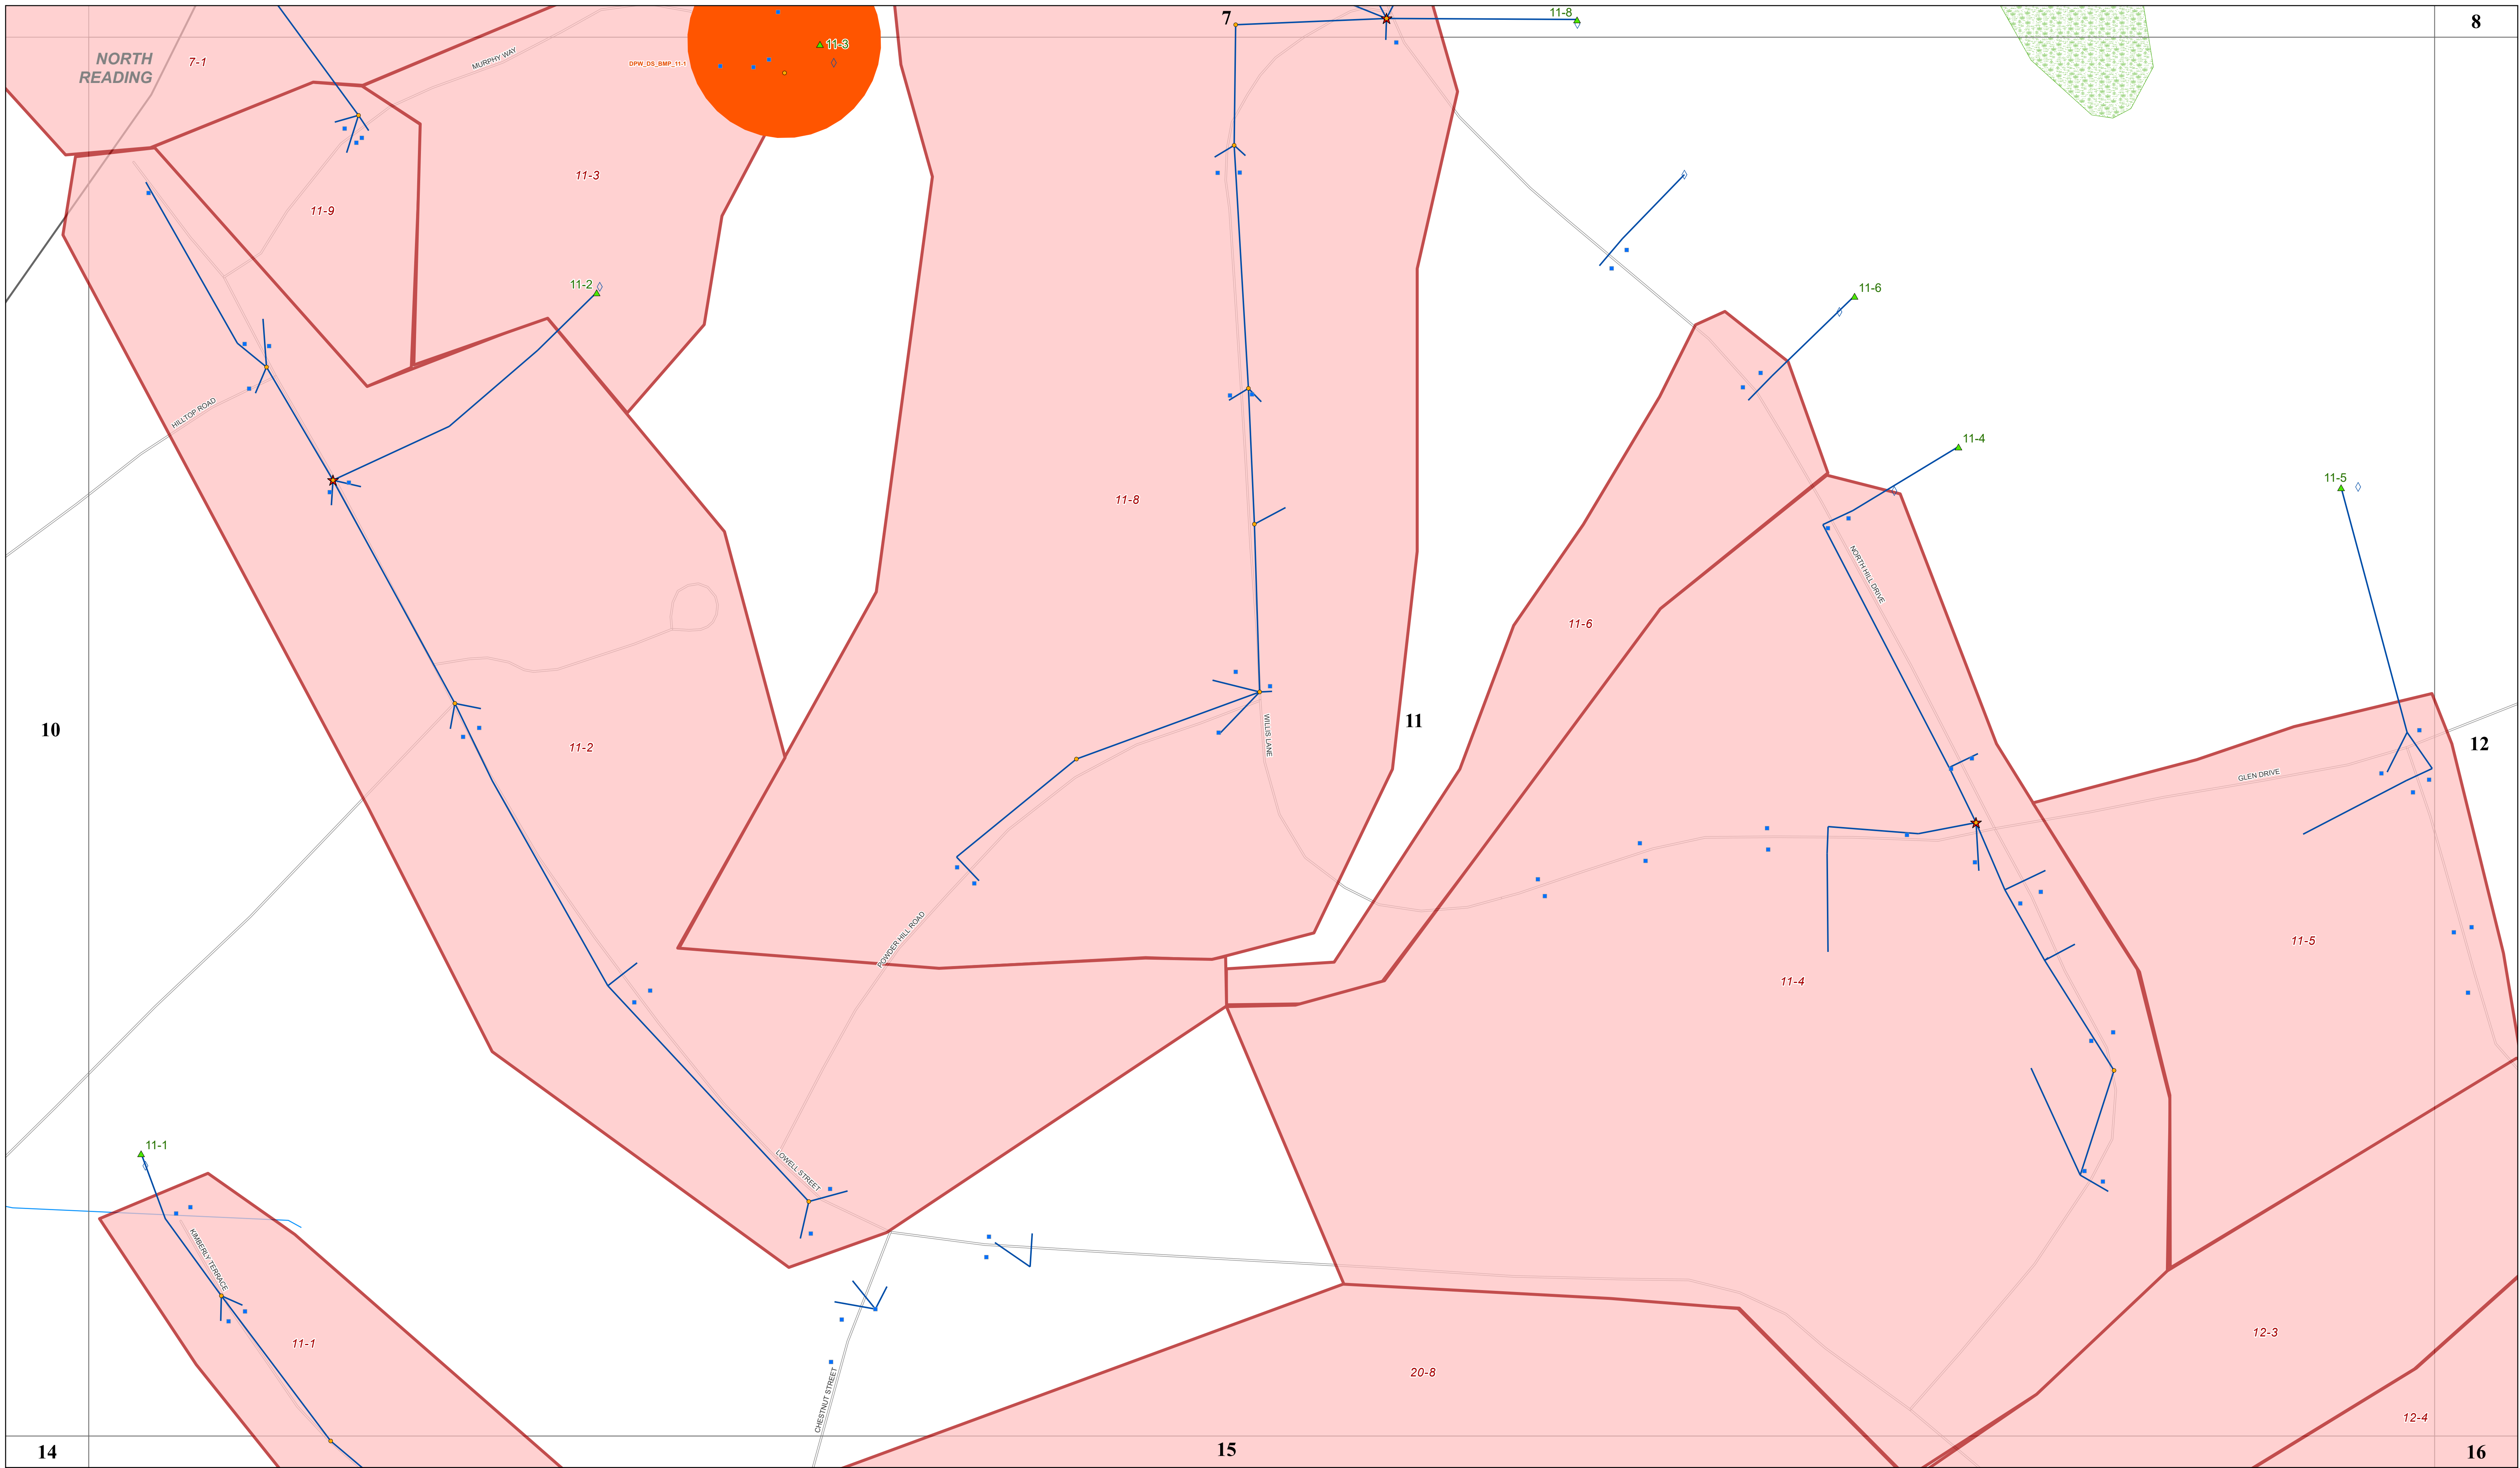 7
11-8
8
NORTH
READING
7-1
MURPHY WAY
11-3
DPW_DS_BMP_11-1
11-3
11-9
11-2
11-6
HILLTOP ROAD
11-4
11-5
11-8
NORTH HILL DRIVE
11-6
10
11-2
WILLIS LANE
11
12
GLEN DRIVE
POWDER HILL ROAD
11-5
11-4
11-1
LOWELL STREET
KIMBERLY TERRACE
11-1
20-8
12-3
CHESTNUT STREET
12-4
14
15
16